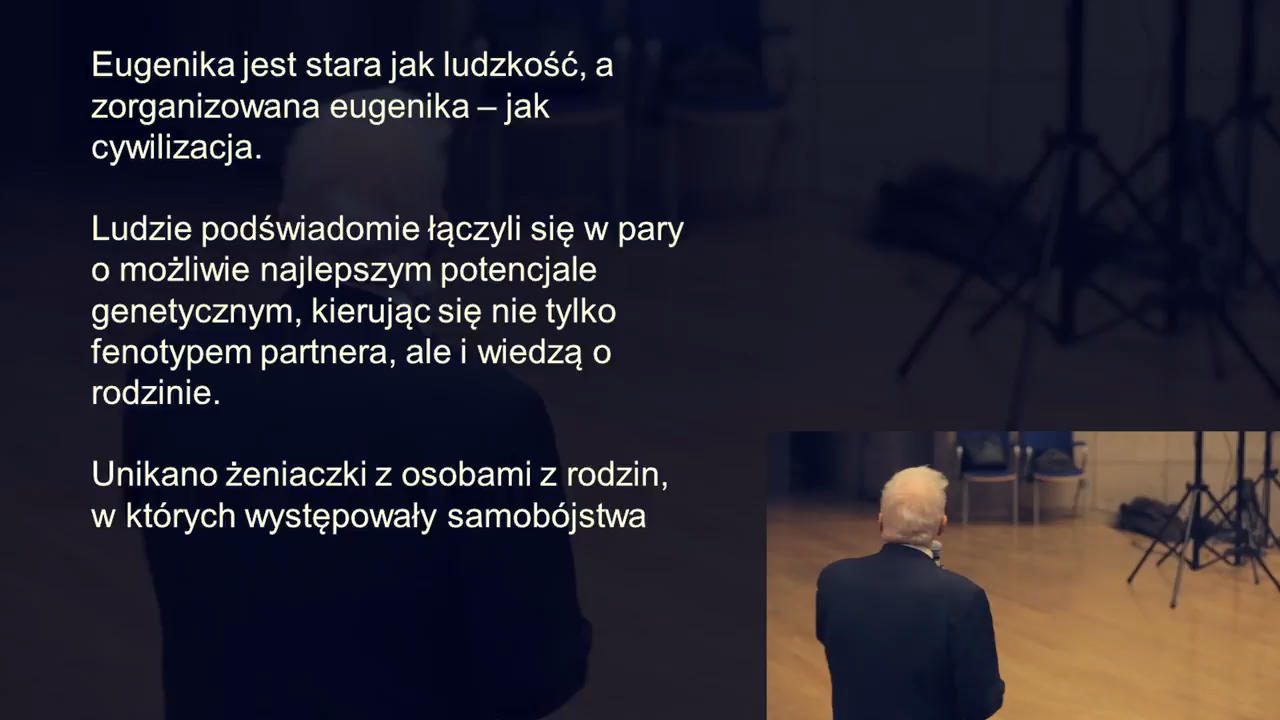 Eugenika jest stara jak ludzkość, a
zorganizowana eugenika – jak
cywilizacja.
Ludzie podświadomie łączyli się w pary
o możliwie najlepszym potencjale
genetycznym, kierując się nie tylko
fenotypem partnera, ale i wiedzą o
rodzinie.
Unikano żeniaczki z osobami z rodzin,
w których występowały samobójstwa